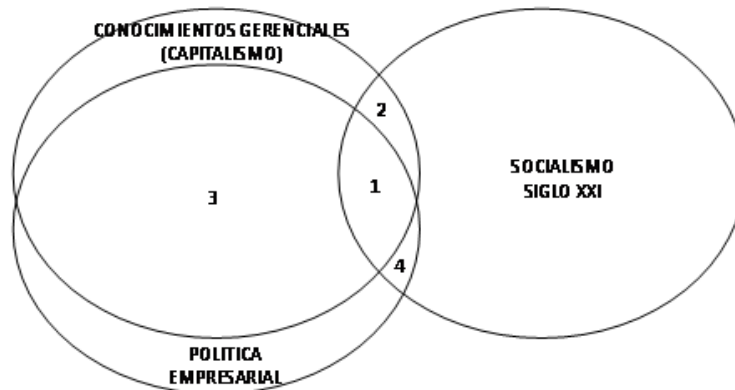 CONOCIMIENTOS GERENCIALES
(CAPITALISMO)
2
SOCIALISMO
SIGLO XXI
1
3
4
POLITICA
EMPRESARIAL